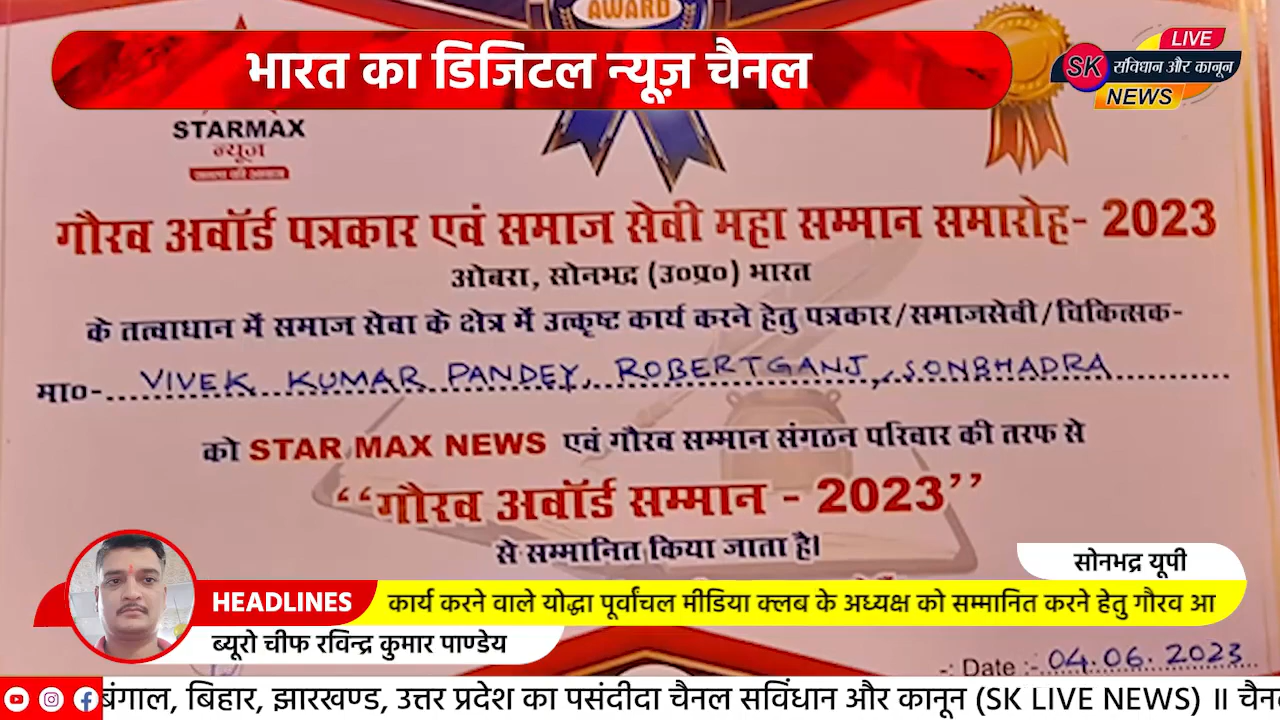 AWARD
भारत का डिजिटल न्यूज़ चैनल
LIVE
SK संविधान और कानून
NEWS
STARMAX
न्यूज
गौरव अवॉर्ड पत्रकार एवं समाज सेवी महा सम्मान समारोह- 2023
ओबरा, सोनभद्र (उ०प्र०) भारत
के तत्वाधान में समाज सेवा के क्षेत्र में उत्कृष्ट कार्य करने हेतु पत्रकार/समाजसेवी/चिकित्सक-
मा०- VIVEK KUMAR PANDEY, ROBERTGANJ, SONBHADRA
को STAR MAX NEWS एवं गौरव सम्मान संगठन परिवार की तरफ से
“गौरव अवॉर्ड सम्मान - 2023”
से सम्मानित किया जाता है।
सोनभद्र यूपी
HEADLINES कार्य करने वाले योद्धा पूर्वांचल मीडिया क्लब के अध्यक्ष को सम्मानित करने हेतु गौरव आ
ब्यूरो चीफ रविन्द्र कुमार पाण्डेय
-: Date :- 04.06.2023
बंगाल, बिहार, झारखण्ड, उत्तर प्रदेश का पसंदीदा चैनल सविंधान और कानून (SK LIVE NEWS) ॥ चैन